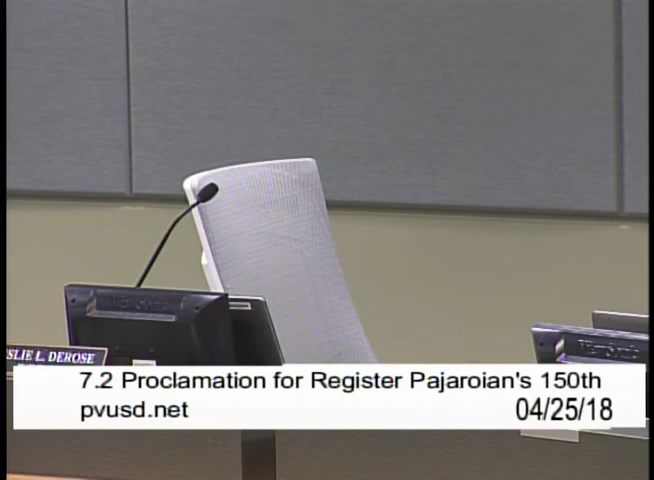 SLIE L. DEROSE
7.2 Proclamation for Register Pajaroian's 150th
pvusd.net
04/25/18